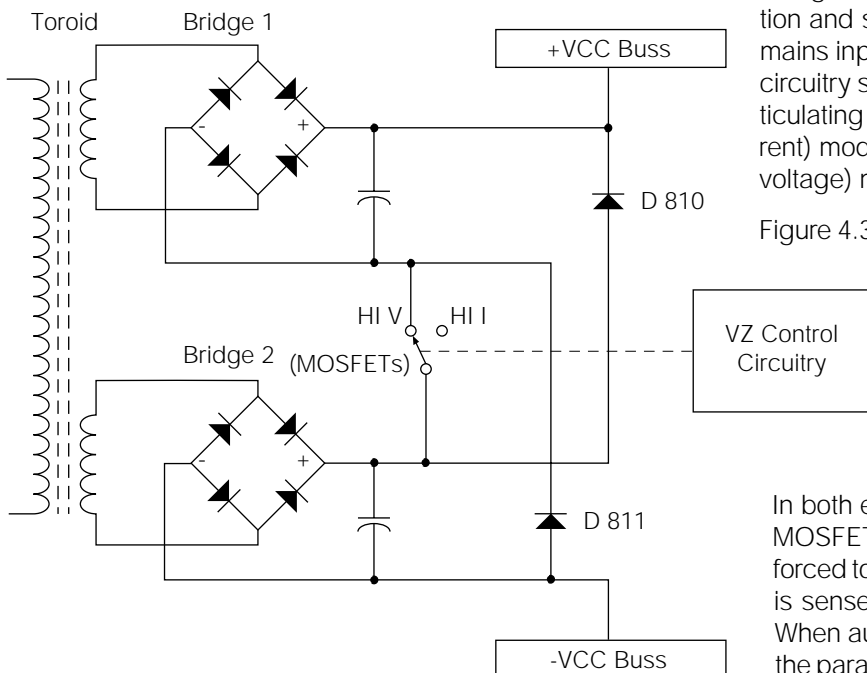 Toroid
Bridge 1
+VCC Buss
-
+
D 810
HI V
HI I
(MOSFETs)
VZ Control
Circuitry
Bridge 2
-
+
D 811
-VCC Buss
tion and s
mains inp
circuitry s
ticulating
rent) mod
voltage) r
Figure 4.3
In both e
MOSFET
forced to
is sense
When au
the para